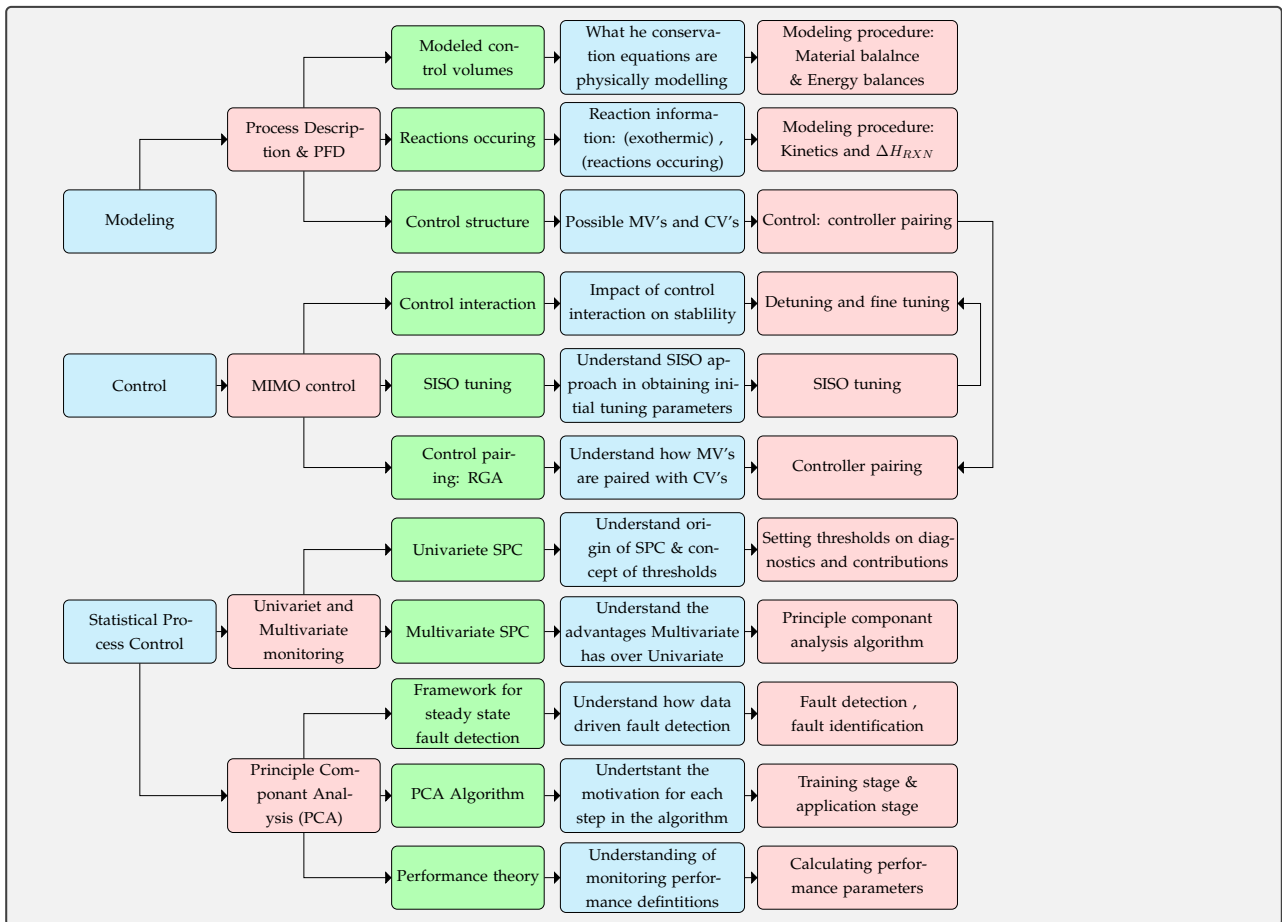 Modeled con-
trol volumes
What he conserva-
tion equations are
physically modelling
Modeling procedure:
Material balalnce
& Energy balances
Modeling
Process Descrip-
tion & PFD
Reactions occuring
Reaction informa-
tion: (exothermic) ,
(reactions occuring)
Modeling procedure:
Kinetics and ΔH_{RXN}
Control structure
Possible MV's and CV's
Control: controller pairing
Control
MIMO control
Control interaction
Impact of control
interaction on stablility
Detuning and fine tuning
SISO tuning
Understand SISO ap-
proach in obtaining ini-
tial tuning parameters
SISO tuning
Control pair-
ing: RGA
Understand how MV's
are paired with CV's
Controller pairing
Statistical Pro-
cess Control
Univariet and
Multivariate
monitoring
Univariete SPC
Understand ori-
gin of SPC & con-
cept of thresholds
Setting thresholds on diag-
nostics and contributions
Multivariate SPC
Understand the
advantages Multivariate
has over Univariate
Principle componant
analysis algorithm
Principle Com-
ponant Anal-
ysis (PCA)
Framework for
steady state
fault detection
Understand how data
driven fault detection
Fault detection ,
fault identification
PCA Algorithm
Undertstant the
motivation for each
step in the algorithm
Training stage &
application stage
Performance theory
Understanding of
monitoring perfor-
mance defintitions
Calculating perfor-
mance parameters